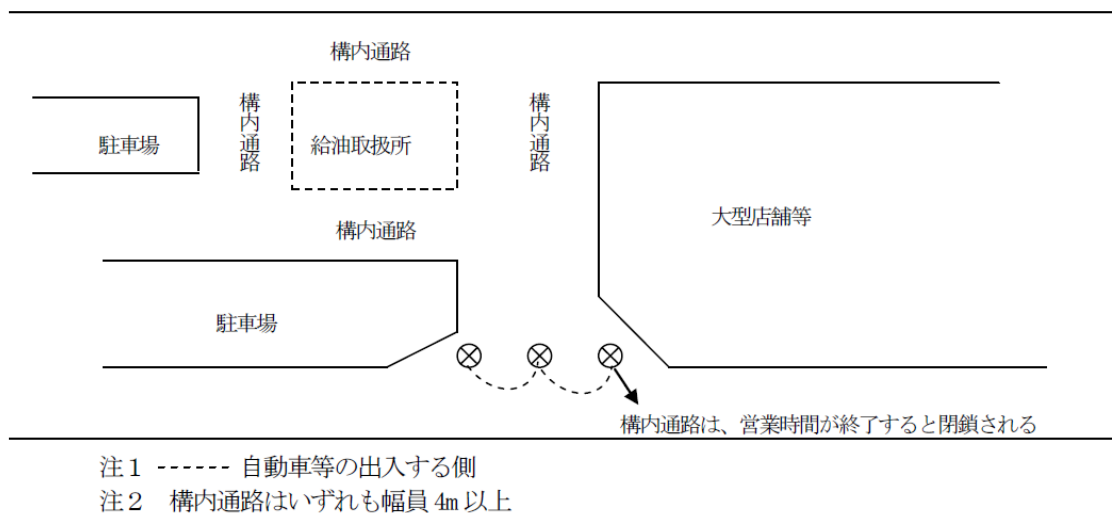 構内通路
構内通路
構内通路
駐車場
給油取扱所
大型店舗等
構内通路
駐車場
構内通路は、営業時間が終了すると閉鎖される
注1 ------ 自動車等の出入する側
注2 構内通路はいずれも幅員4m以上